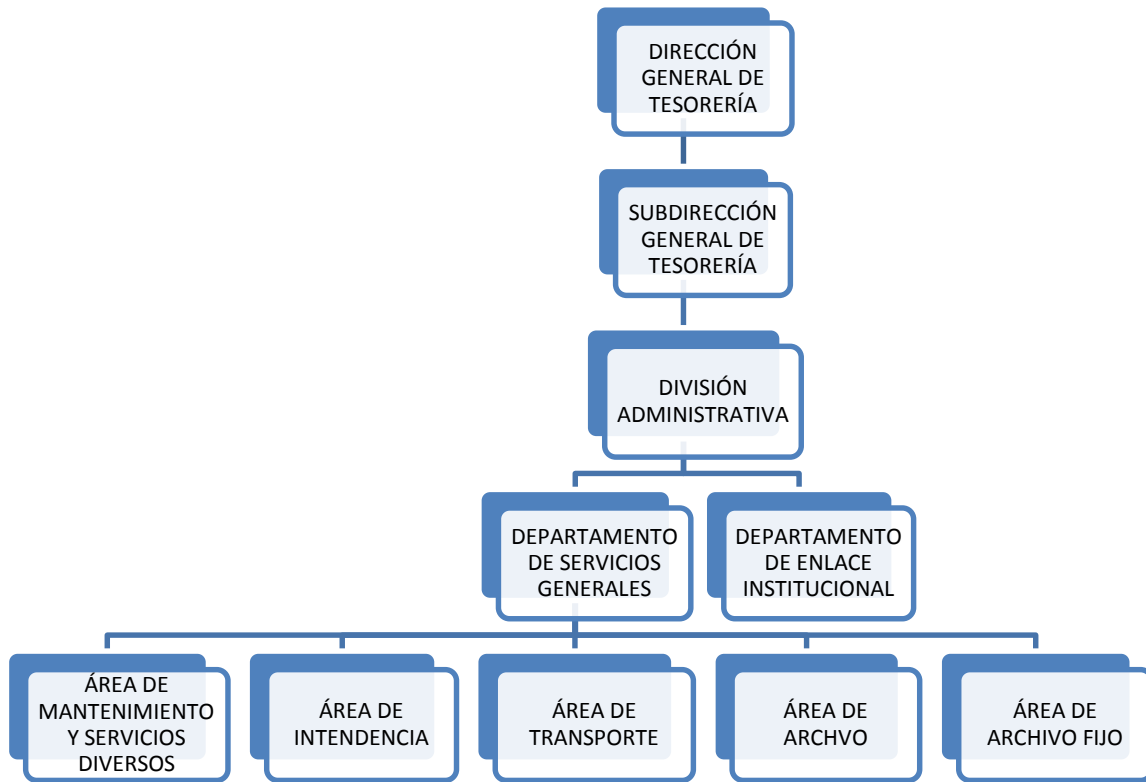 DIRECCIÓN
GENERAL DE
TESORERÍA
SUBDIRECCIÓN
GENERAL DE
TESORERÍA
DIVISIÓN
ADMINISTRATIVA
DEPARTAMENTO
DE SERVICIOS
GENERALES
DEPARTAMENTO
DE ENLACE
INSTITUCIONAL
ÁREA DE
MANTENIMIENTO
Y SERVICIOS
DIVERSOS
ÁREA DE
INTENDENCIA
ÁREA DE
TRANSPORTE
ÁREA DE
ARCHVO
ÁREA DE
ARCHIVO FIJO